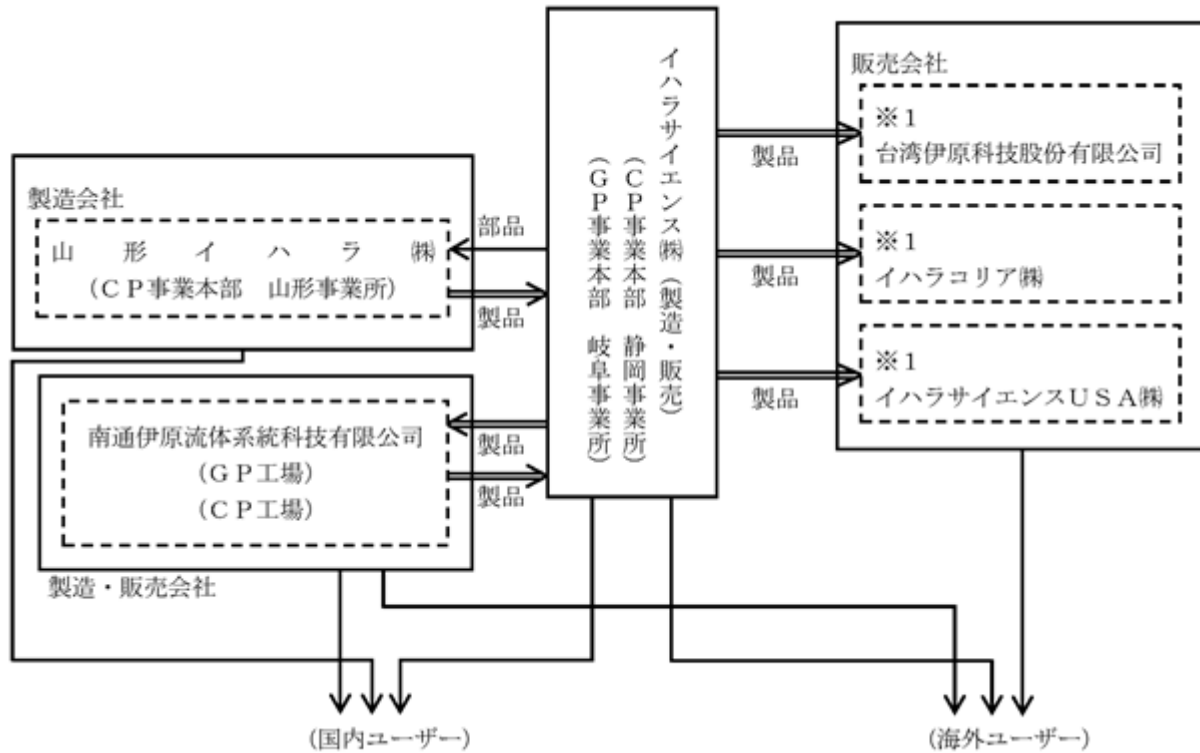 製造会社
山形イハラ㈱
（ＣＰ事業本部　山形事業所）
部品
製品
南通伊原流体系統科技有限公司
（ＧＰ工場）
（ＣＰ工場）
製造・販売会社
製品
製品
イハラサイエンス㈱（製造・販売）
（ＣＰ事業本部　静岡事業所）
（ＧＰ事業本部　岐阜事業所）
販売会社
※１
台湾伊原科技股份有限公司
製品
※１
イハラコリア㈱
製品
※１
イハラサイエンスＵＳＡ㈱
製品
（国内ユーザー）
（海外ユーザー）